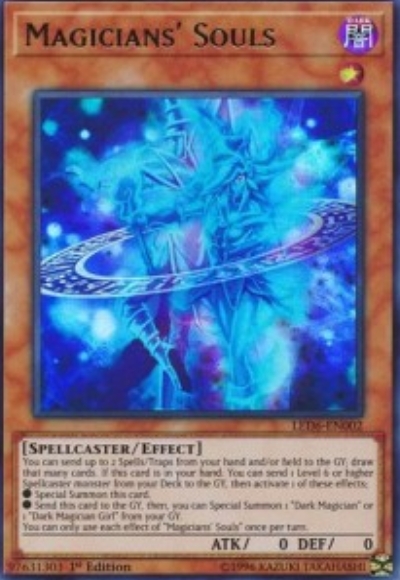 MAGICIANS' SOULS
DARK
闇
LED6-EN002
[SPELLCASTER/EFFECT]
You can send up to 2 Spells/Traps from your hand and/or field to the GY; draw
that many cards. If this card is in your hand: You can send 1 Level 6 or higher
Spellcaster monster from your Deck to the GY, then activate 1 of these effects;
● Special Summon this card.
● Send this card to the GY, then, you can Special Summon 1 "Dark Magician" or
1 "Dark Magician Girl" from your GY.
You can only use each effect of "Magicians' Souls" once per turn.
ATK/ 0 DEF/ 0
97631303 1st Edition ©1996 KAZUKI TAKAHASHI